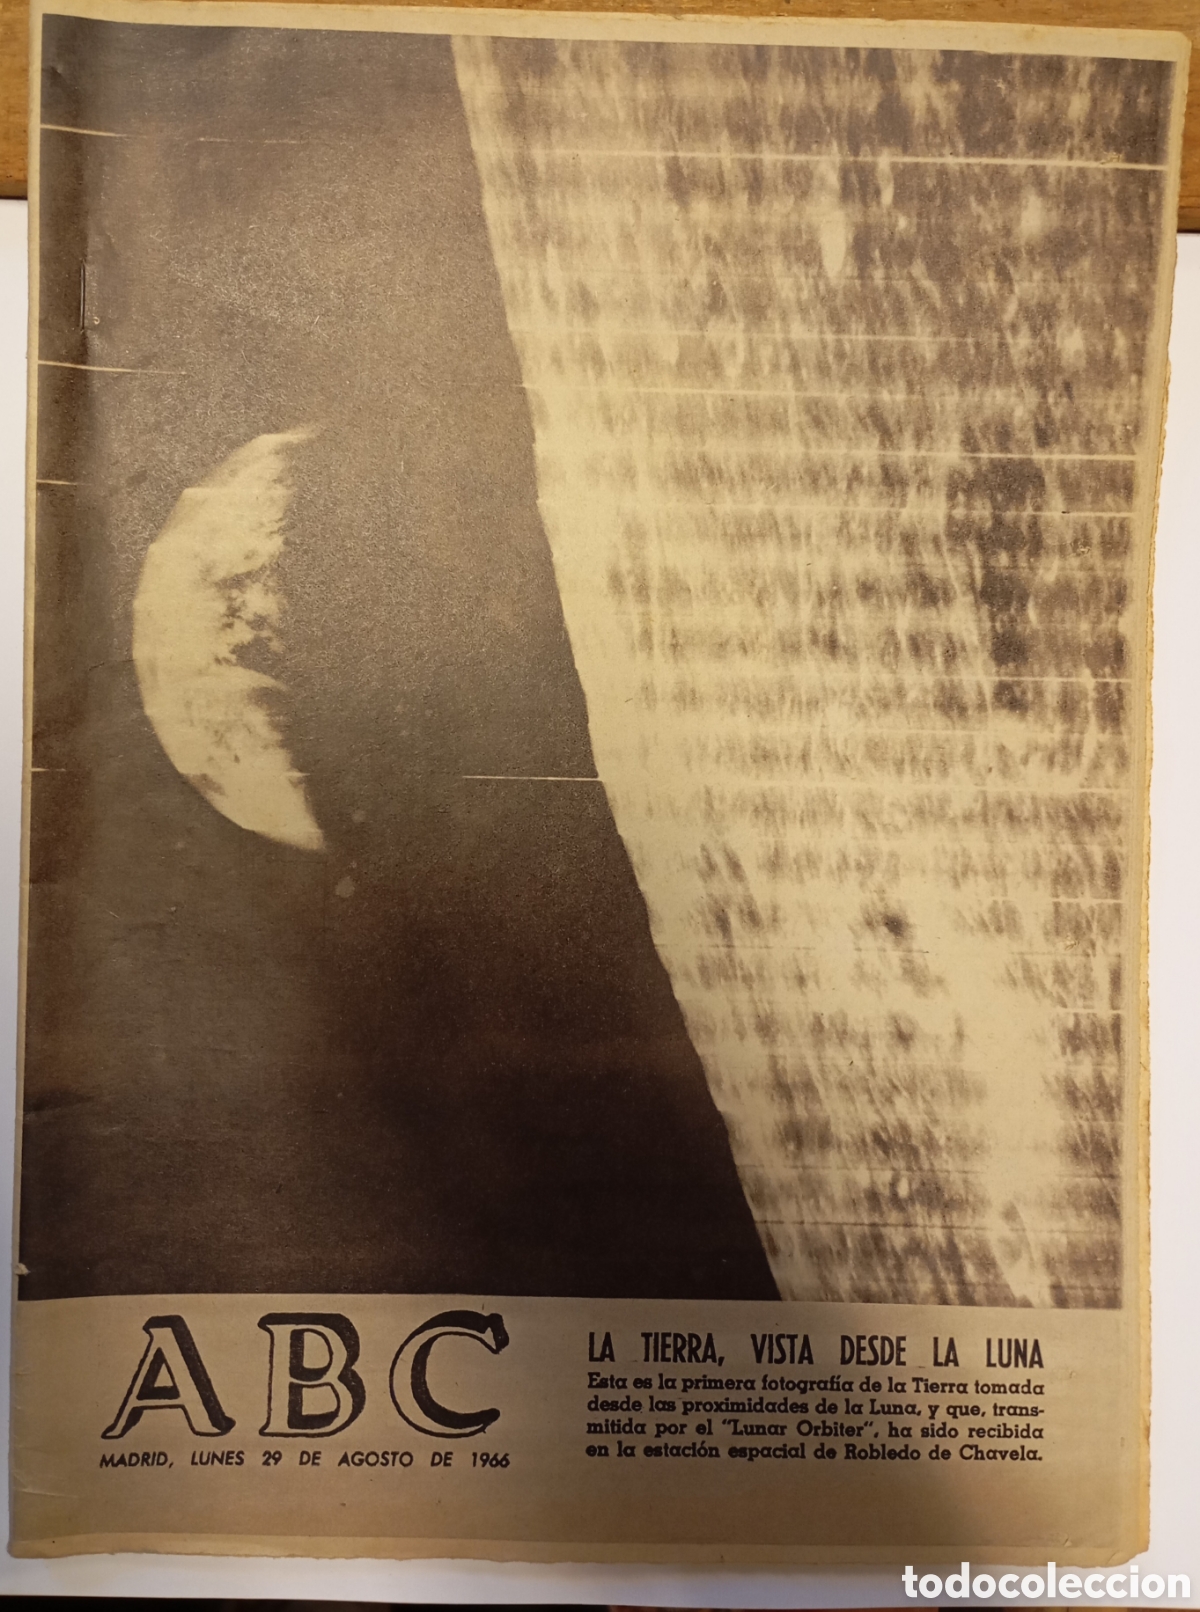 ABC
MADRID, LUNES 29 DE AGOSTO DE 1966
LA TIERRA, VISTA DESDE LA LUNA
Esta es la primera fotografía de la Tierra tomada
desde las proximidades de la Luna, y que, trans-
mitida por el "Lunar Orbiter", ha sido recibida
en la estación espacial de Robledo de Chavela.
todocoleccion